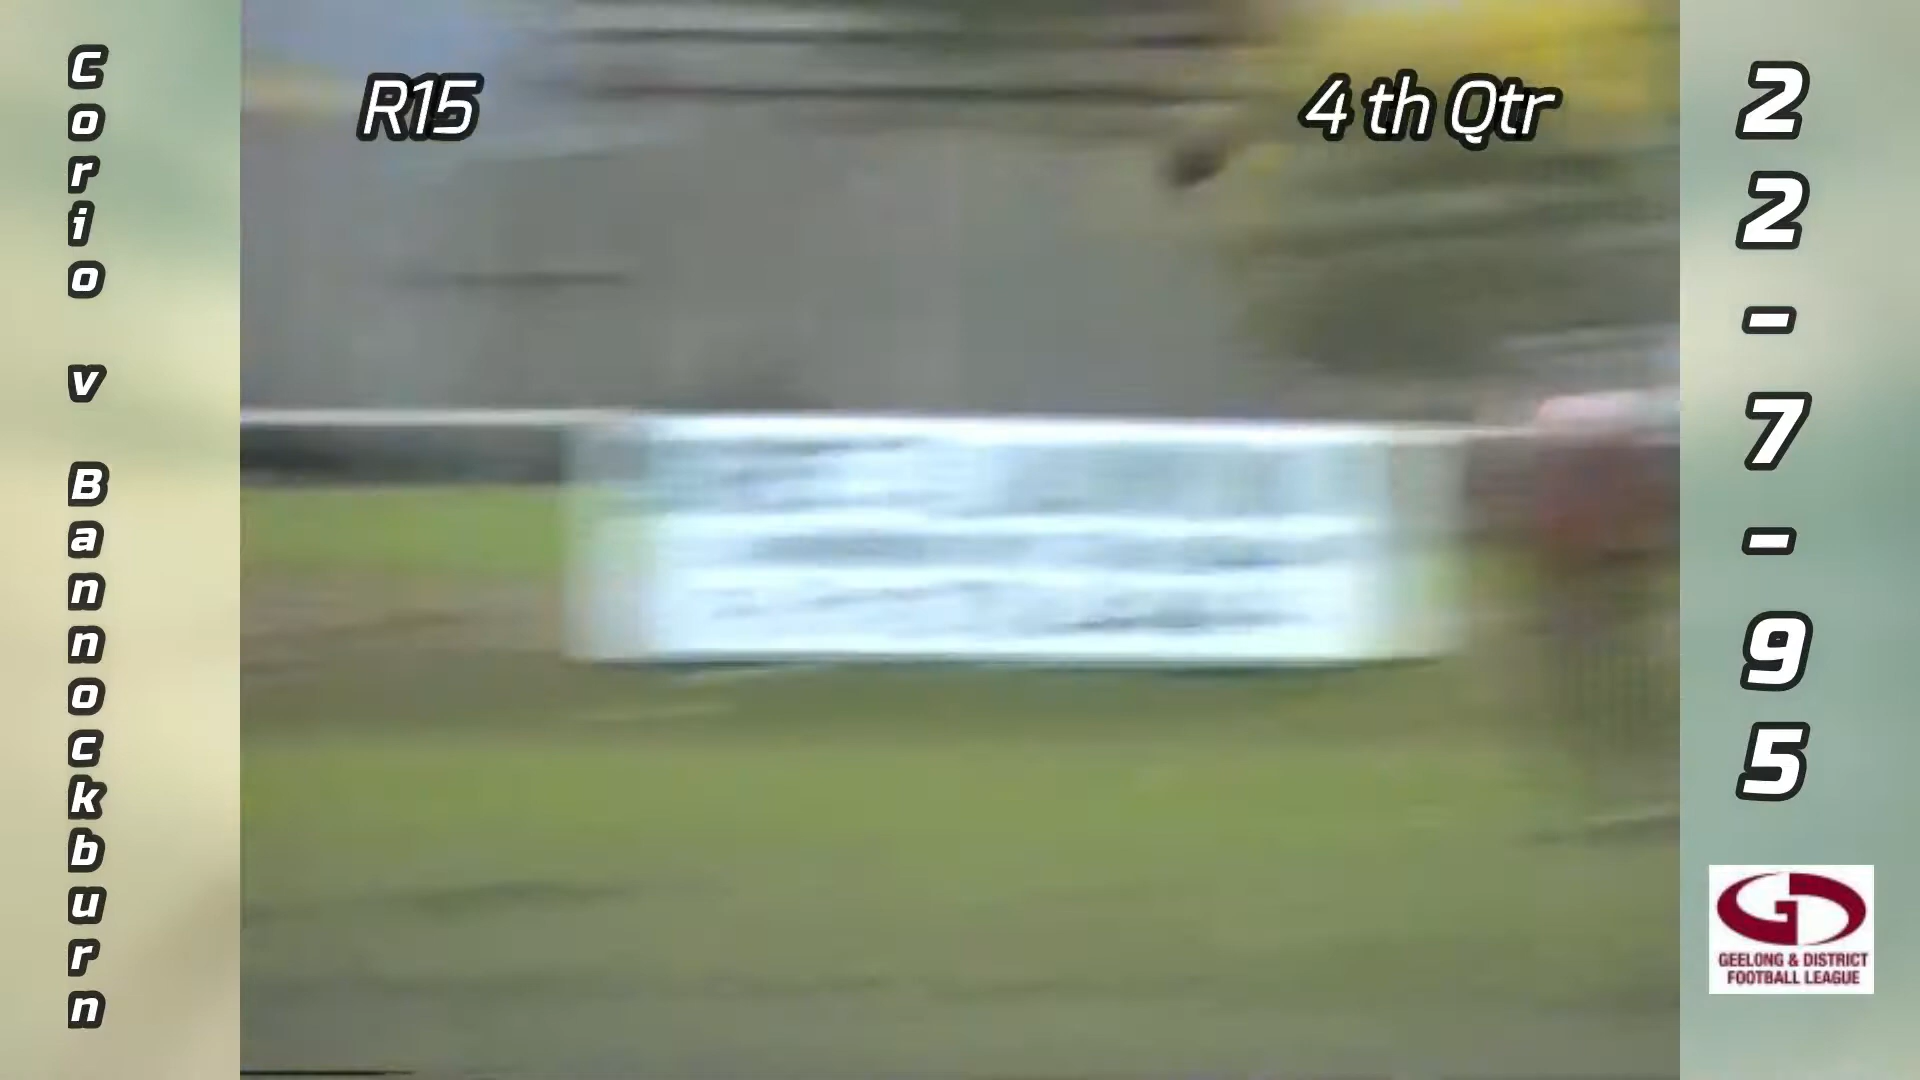 Corio v Bannockburn
R15
4 th Qtr
22-7-95
GEELONG & DISTRICT
FOOTBALL LEAGUE